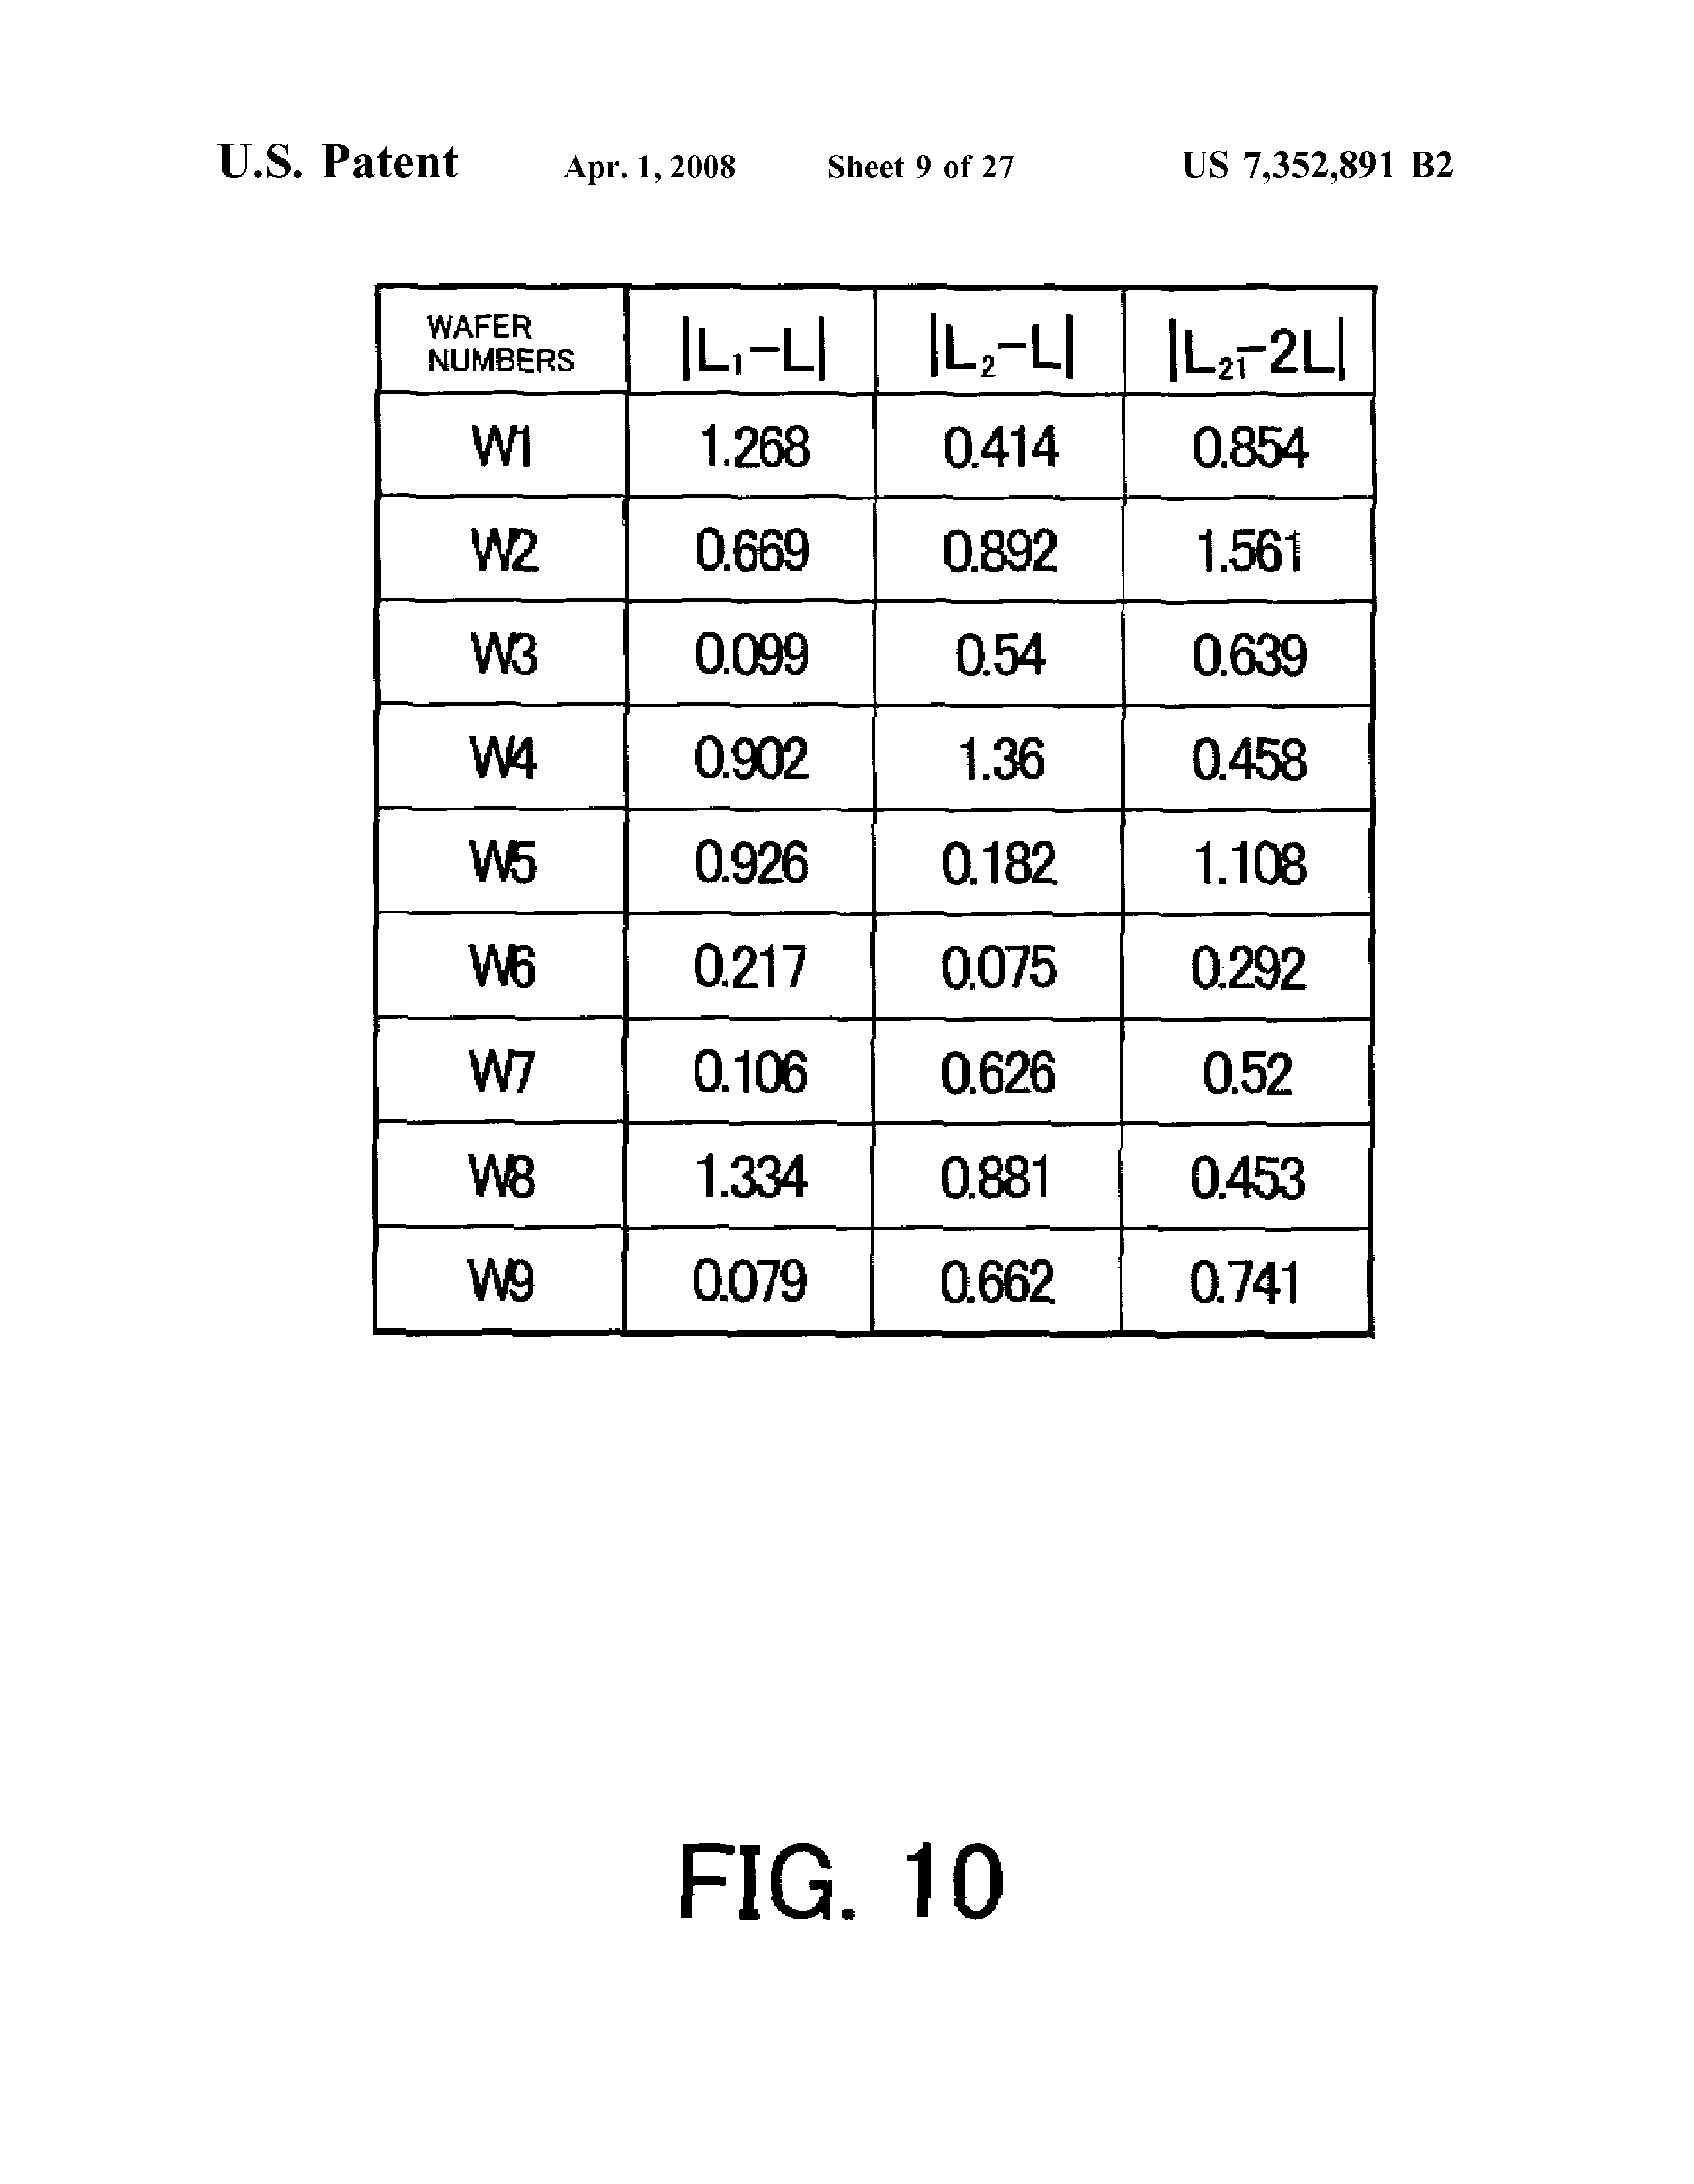 U.S. Patent Apr. 1, 2008 Sheet 9 of 27 US 7,352,891 B2
WAFER NUMBERS |L₁-L| |L₂-L| |L₂₁-2L|
W1 1.268 0.414 0.854
W2 0.669 0.892 1.561
W3 0.099 0.54 0.639
W4 0.902 1.36 0.458
W5 0.926 0.182 1.108
W6 0.217 0.075 0.292
W7 0.106 0.626 0.52
W8 1.334 0.881 0.453
W9 0.079 0.662 0.741
FIG. 10